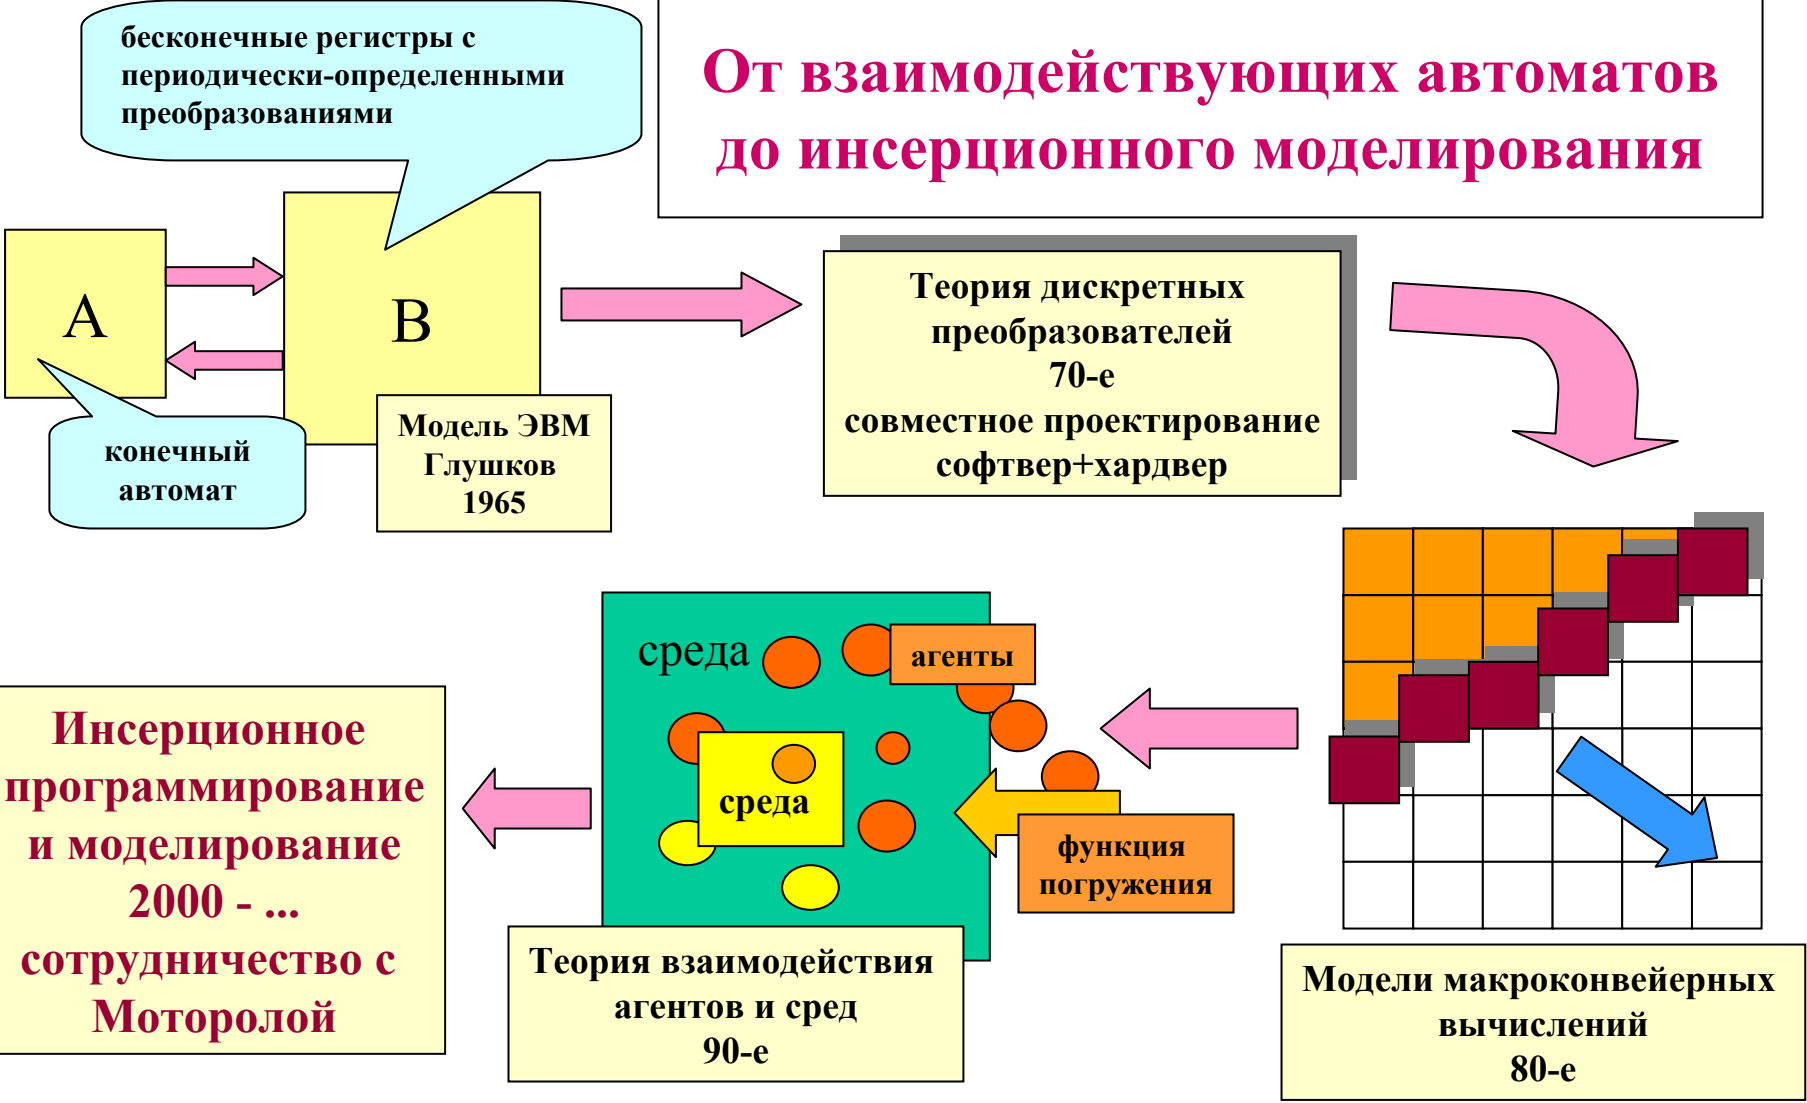 бесконечные регистры с
периодически-определенными
преобразованиями
От взаимодействующих автоматов
до инсерционного моделирования
А
В
конечный
автомат
Модель ЭВМ
Глушков
1965
Теория дискретных
преобразователей
70-е
совместное проектирование
софтвер+хардвер
Модели макроконвейерных
вычислений
80-е
среда
агенты
среда
функция
погружения
Теория взаимодействия
агентов и сред
90-е
Инсерционное
программирование
и моделирование
2000 - ...
сотрудничество с
Моторолой